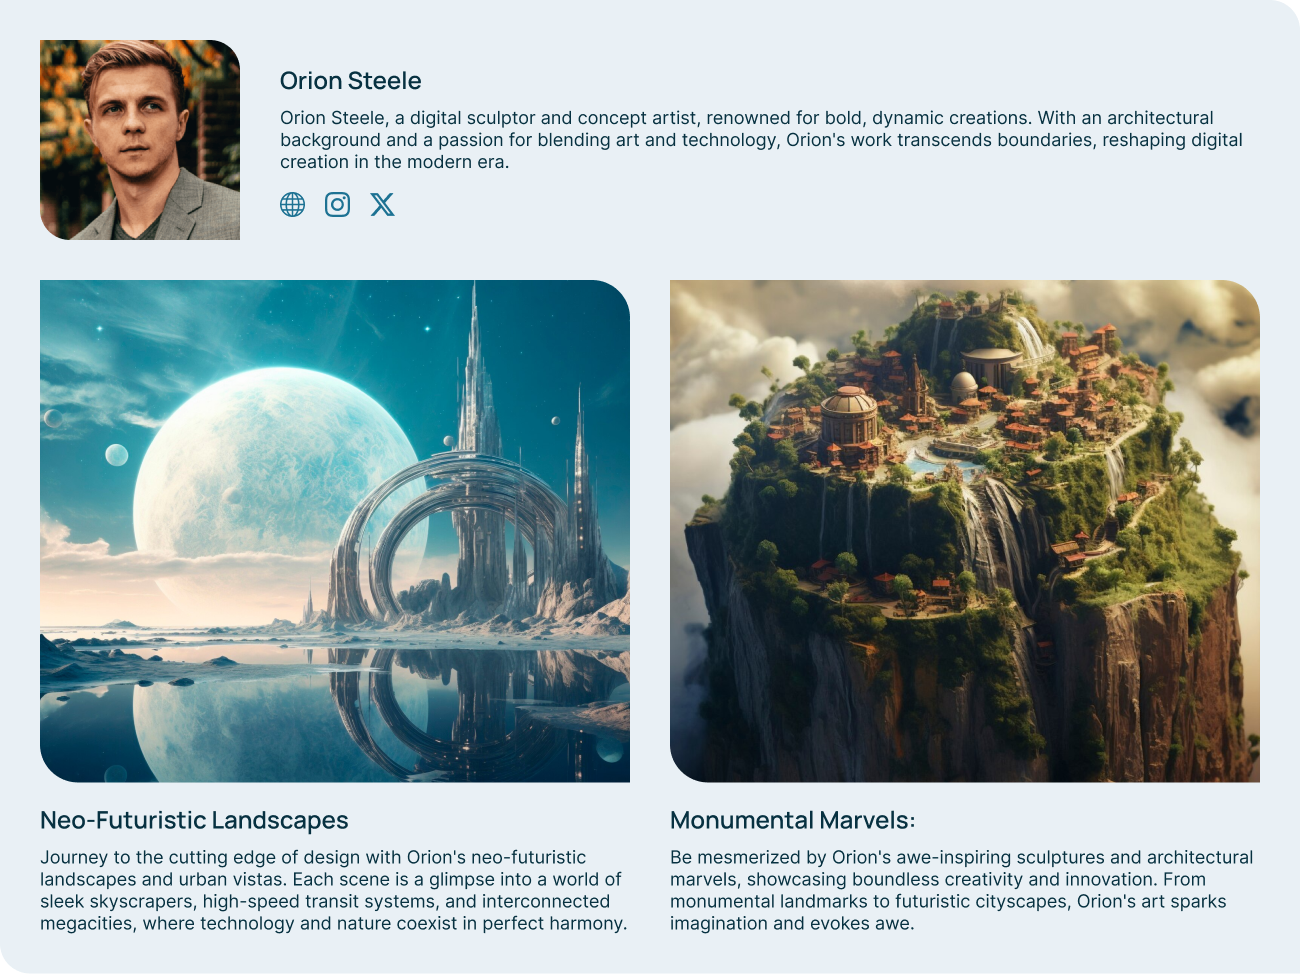 Orion Steele
Orion Steele, a digital sculptor and concept artist, renowned for bold, dynamic creations. With an architectural
background and a passion for blending art and technology, Orion's work transcends boundaries, reshaping digital
creation in the modern era.
Neo-Futuristic Landscapes
Journey to the cutting edge of design with Orion's neo-futuristic
landscapes and urban vistas. Each scene is a glimpse into a world of
sleek skyscrapers, high-speed transit systems, and interconnected
megacities, where technology and nature coexist in perfect harmony.
Monumental Marvels:
Be mesmerized by Orion's awe-inspiring sculptures and architectural
marvels, showcasing boundless creativity and innovation. From
monumental landmarks to futuristic cityscapes, Orion's art sparks
imagination and evokes awe.